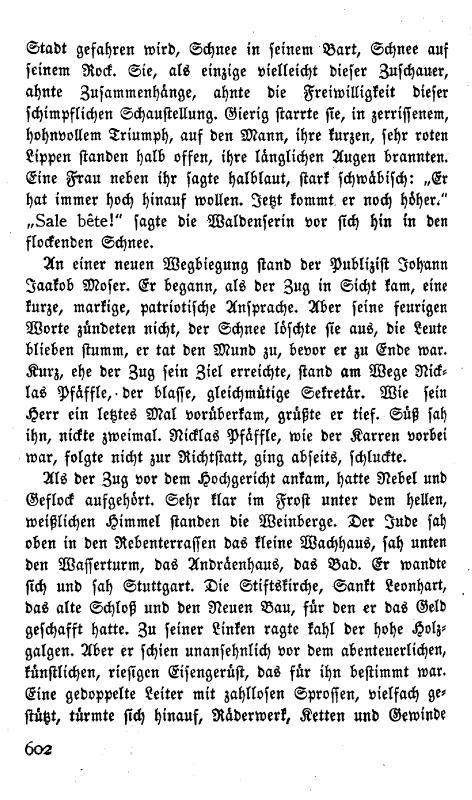 Stadt gefahren wird, Schnee in seinem Bart, Schnee auf
seinem Rock. Sie, als einzige vielleicht dieser Zuschauer,
ahnte Zusammenhänge, ahnte die Freiwilligkeit dieser
schimpflichen Schaustellung. Gierig starrte sie, in zerrissenem,
hohnvollem Triumph, auf den Mann, ihre kurzen, sehr roten
Lippen standen halb offen, ihre länglichen Augen brannten.
Eine Frau neben ihr sagte halblaut, stark schwäbisch: „Er
hat immer hoch hinauf wollen. Jetzt kommt er noch höher.“
„Sale bête!“ sagte die Waldenserin vor sich hin in den
flockenden Schnee.
An einer neuen Wegbiegung stand der Publizist Johann
Jaakob Moser. Er begann, als der Zug in Sicht kam, eine
kurze, markige, patriotische Ansprache. Aber seine feurigen
Worte zündeten nicht, der Schnee löschte sie aus, die Leute
blieben stumm, er tat den Mund zu, bevor er zu Ende war.
Kurz, ehe der Zug sein Ziel erreichte, stand am Wege Nick-
las Pfäffle, der blasse, gleichmütige Sekretär. Wie sein
Herr ein letztes Mal vorüberkam, grüßte er tief. Süß sah
ihn, nickte zweimal. Nicklas Pfäffle, wie der Karren vorbei
war, folgte nicht zur Richtstatt, ging abseits, schluckte.
Als der Zug vor dem Hochgericht ankam, hatte Nebel und
Geflock aufgehört. Sehr klar im Frost unter dem hellen,
weißlichen Himmel standen die Weinberge. Der Jude sah
oben in den Rebenterrassen das kleine Wachhaus, sah unten
den Wasserturm, das Andräenhaus, das Bad. Er wandte
sich und sah Stuttgart. Die Stiftskirche, Sankt Leonhart,
das alte Schloß und den Neuen Bau, für den er das Geld
geschafft hatte. Zu seiner Linken ragte kahl der hohe Holz-
galgen. Aber er schien unansehnlich vor dem abenteuerlichen,
künstlichen, riesigen Eisengerüst, das für ihn bestimmt war.
Eine gedoppelte Leiter mit zahllosen Sprossen, vielfach ge-
stützt, türmte sich hinauf, Räderwerk, Ketten und Gewinde
602